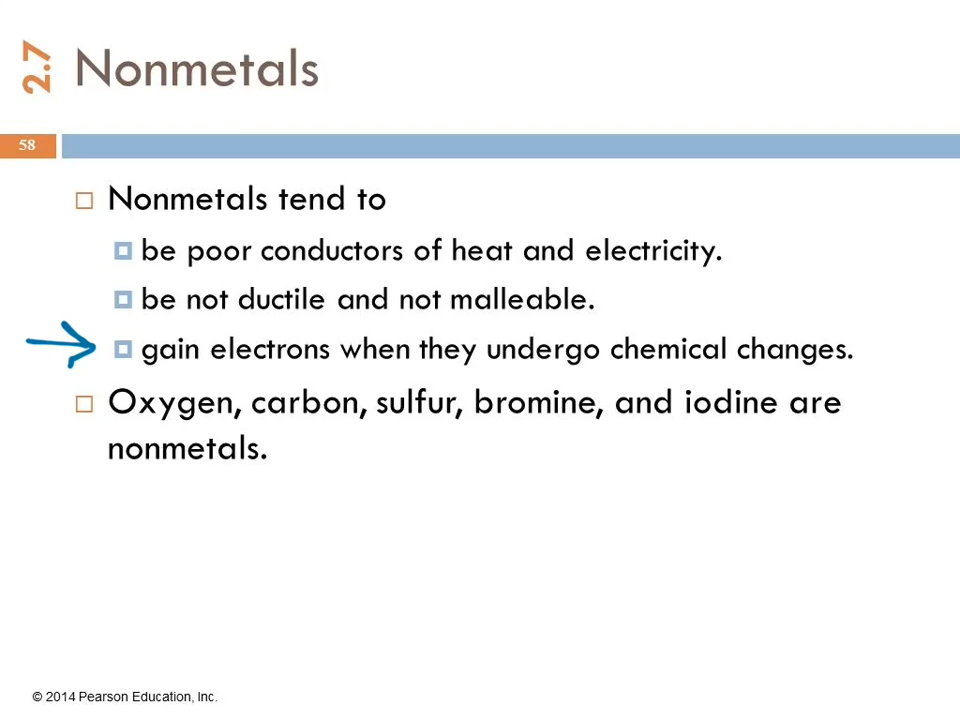 2.7
Nonmetals
58
Nonmetals tend to
be poor conductors of heat and electricity.
be not ductile and not malleable.
gain electrons when they undergo chemical changes.
Oxygen, carbon, sulfur, bromine, and iodine are
nonmetals.
© 2014 Pearson Education, Inc.